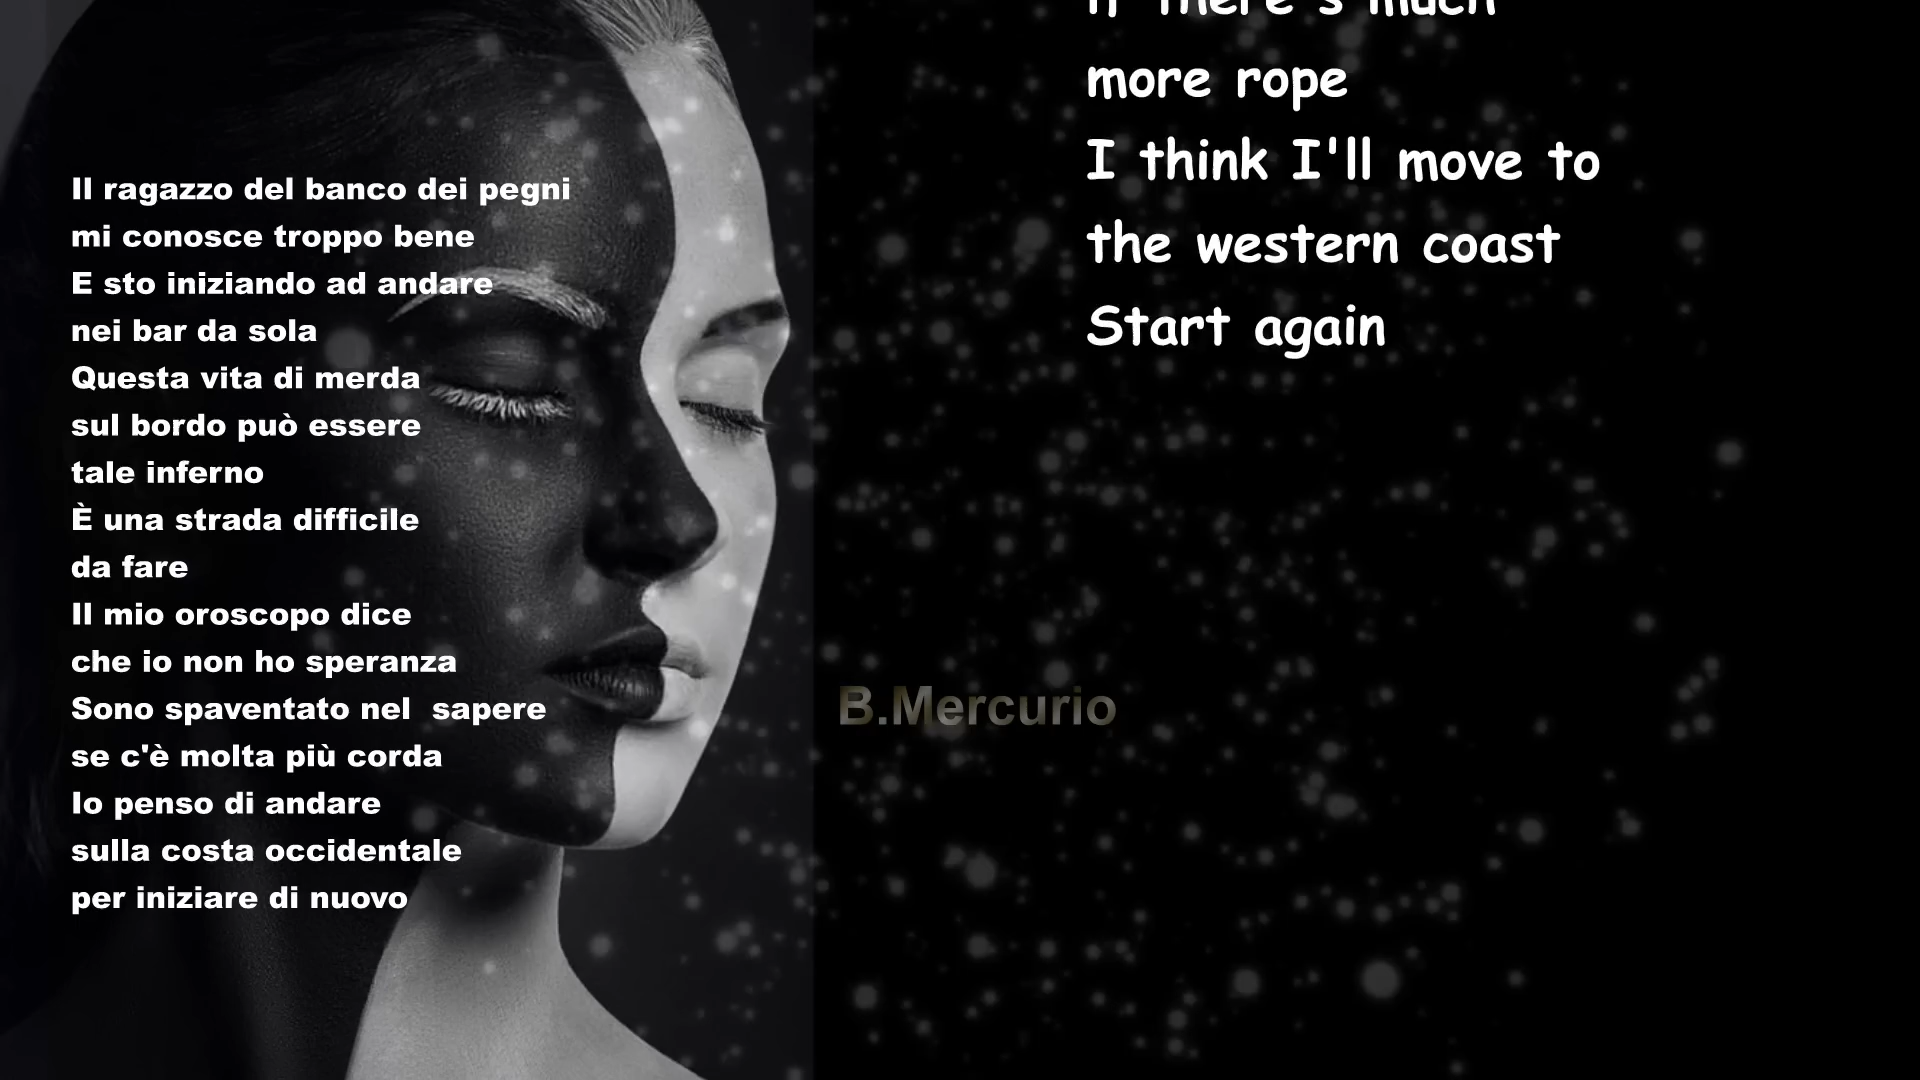 Il ragazzo del banco dei pegni
mi conosce troppo bene
E sto iniziando ad andare
nei bar da sola
Questa vita di merda
sul bordo può essere
tale inferno
È una strada difficile
da fare
Il mio oroscopo dice
che io non ho speranza
Sono spaventato nel  sapere
se c'è molta più corda
Io penso di andare
sulla costa occidentale
per iniziare di nuovo
If there's much
more rope
I think I'll move to
the western coast
Start again
B.Mercurio